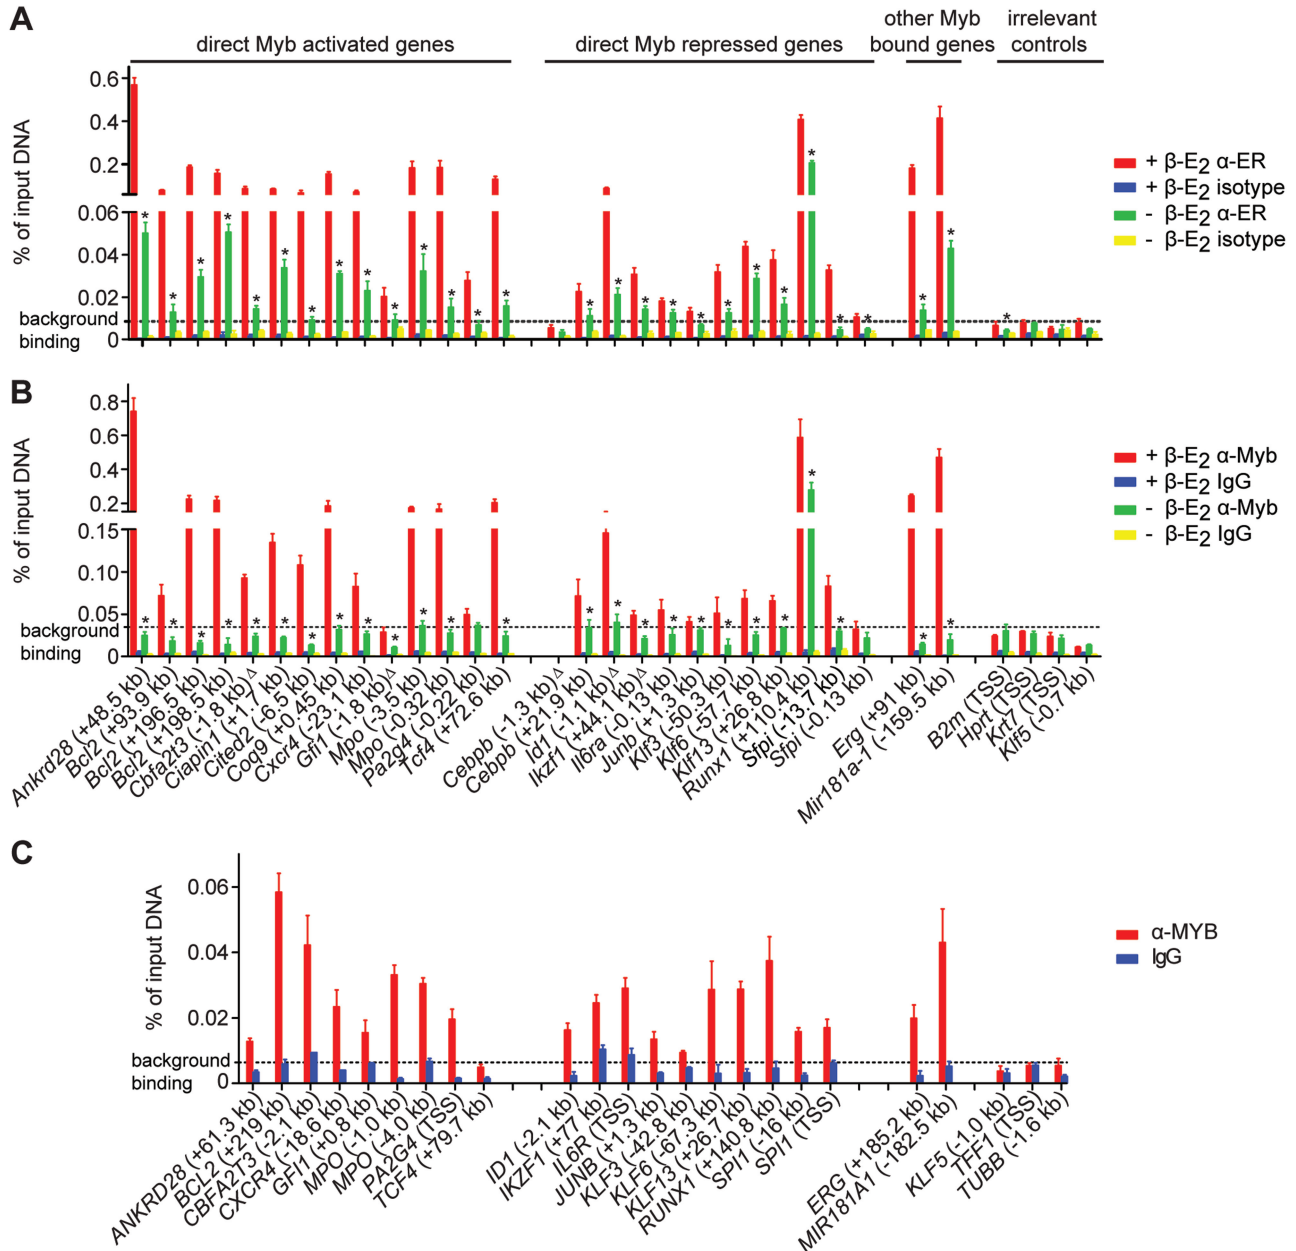 A
direct Myb activated genes
direct Myb repressed genes
other Myb
bound genes
irrelevant
controls
% of input DNA
0.6
0.4
0.2
0.06
0.04
0.02
0
background
binding
* * * * * * * * * * * * *
* * * * * * * * * * *
* *
*
+ β-E2 α-ER
+ β-E2 isotype
- β-E2 α-ER
- β-E2 isotype
B
% of input DNA
0.8
0.6
0.4
0.2
0.15
0.10
0.05
0
background
binding
* * * * * * * * * * * * *
* * * * * * * * * *
* *
+ β-E2 α-Myb
+ β-E2 IgG
- β-E2 α-Myb
- β-E2 IgG
Ankrd28 (+48.5 kb)
Bcl2 (+93.9 kb)
Bcl2 (+196.5 kb)
Bcl2 (+198.5 kb)
Cbfa2t3 (-1.8 kb)Δ
Ciapin1 (+1.7 kb)
Cited2 (-6.5 kb)
Coq9 (+0.45 kb)
Cxcr4 (-23.1 kb)
Gfi1 (-1.8 kb)Δ
Mpo (-3.5 kb)
Mpo (-0.32 kb)
Pa2g4 (-0.22 kb)
Tcf4 (+72.6 kb)
Cebpb (-1.3 kb)Δ
Cebpb (+21.9 kb)
Id1 (-1.1 kb)Δ
Ikzf1 (+44.1 kb)Δ
Il6ra (-0.13 kb)
Junb (+1.3 kb)
Klf3 (-50.3 kb)
Klf6 (-57.7 kb)
Klf13 (+26.8 kb)
Runx1 (+110.4 kb)
Sfpi (-13.7 kb)
Sfpi (-0.13 kb)
Erg (+91 kb)
Mir181a-1 (-159.5 kb)
B2m (TSS)
Hprt (TSS)
Krt7 (TSS)
Klf5 (-0.7 kb)
C
% of input DNA
0.06
0.04
0.02
0
background
binding
α-MYB
IgG
ANKRD28 (+61.3 kb)
BCL2 (+219 kb)
CBFA2T3 (-2.1 kb)
CXCR4 (-18.6 kb)
GFI1 (+0.8 kb)
MPO (-1.0 kb)
MPO (-4.0 kb)
PA2G4 (TSS)
TCF4 (+79.7 kb)
ID1 (-2.1 kb)
IKZF1 (+77 kb)
IL6R (TSS)
JUNB (+1.3 kb)
KLF3 (-42.8 kb)
KLF6 (-67.3 kb)
KLF13 (+26.7 kb)
RUNX1 (+140.8 kb)
SPI1 (-16 kb)
SPI1 (TSS)
ERG (+185.2 kb)
MIR181A1 (-182.5 kb)
KLF5 (-1.0 kb)
TFF1 (TSS)
TUBB (-1.6 kb)